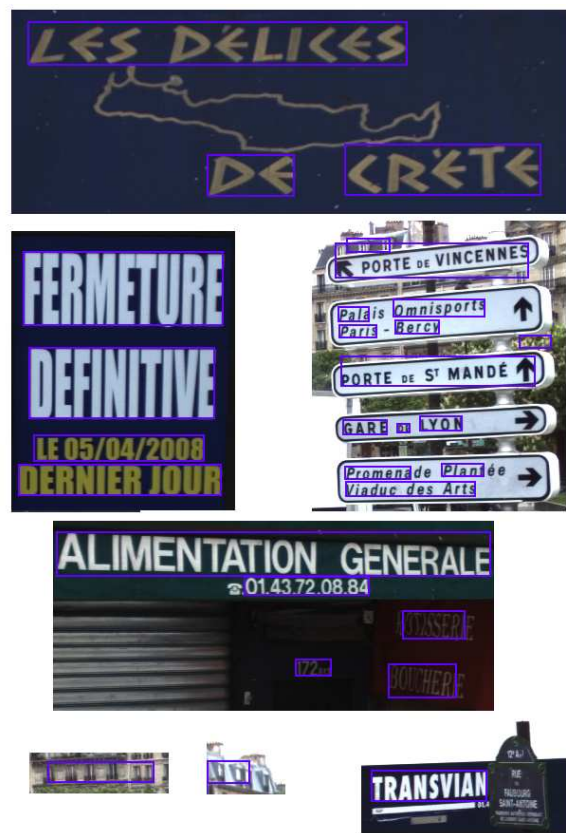 LES DÉLICES
DE CRÈTE
FERMETURE
DEFINITIVE
LE 05/04/2008
DERNIER JOUR
PORTE DE VINCENNES
Palais Omnisports
Paris - Bercy
PORTE DE ST MANDÉ
GARE DE LYON
Promenade Plantée
Viaduc des Arts
ALIMENTATION GENERALE
01.43.72.08.84
172
BOUCHERIE
TRANSVIAN
RUE
DU
FAUBOURG
SAINT-ANTOINE